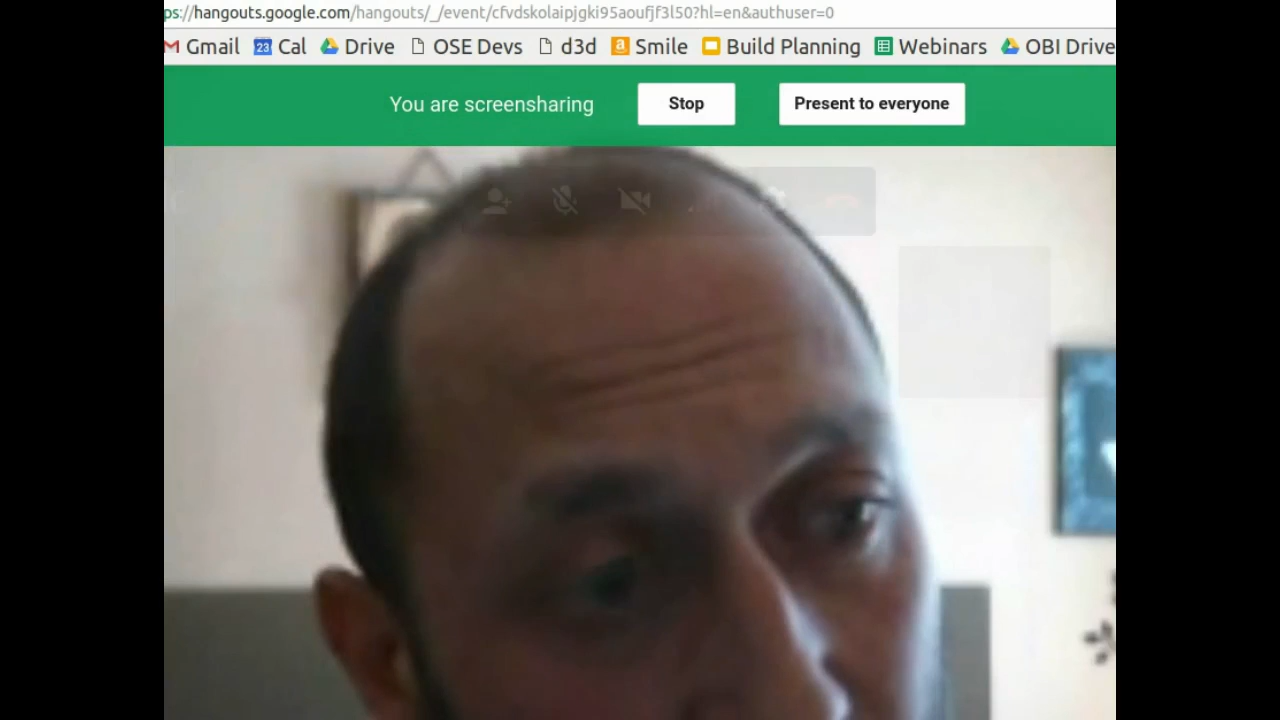 ps://hangouts.google.com/hangouts/_/event/cfvdskolaipjgki95aoufjf3l50?hl=en&authuser=0
Gmail 23 Cal Drive OSE Devs d3d Smile Build Planning Webinars OBI Drive
You are screensharing Stop Present to everyone